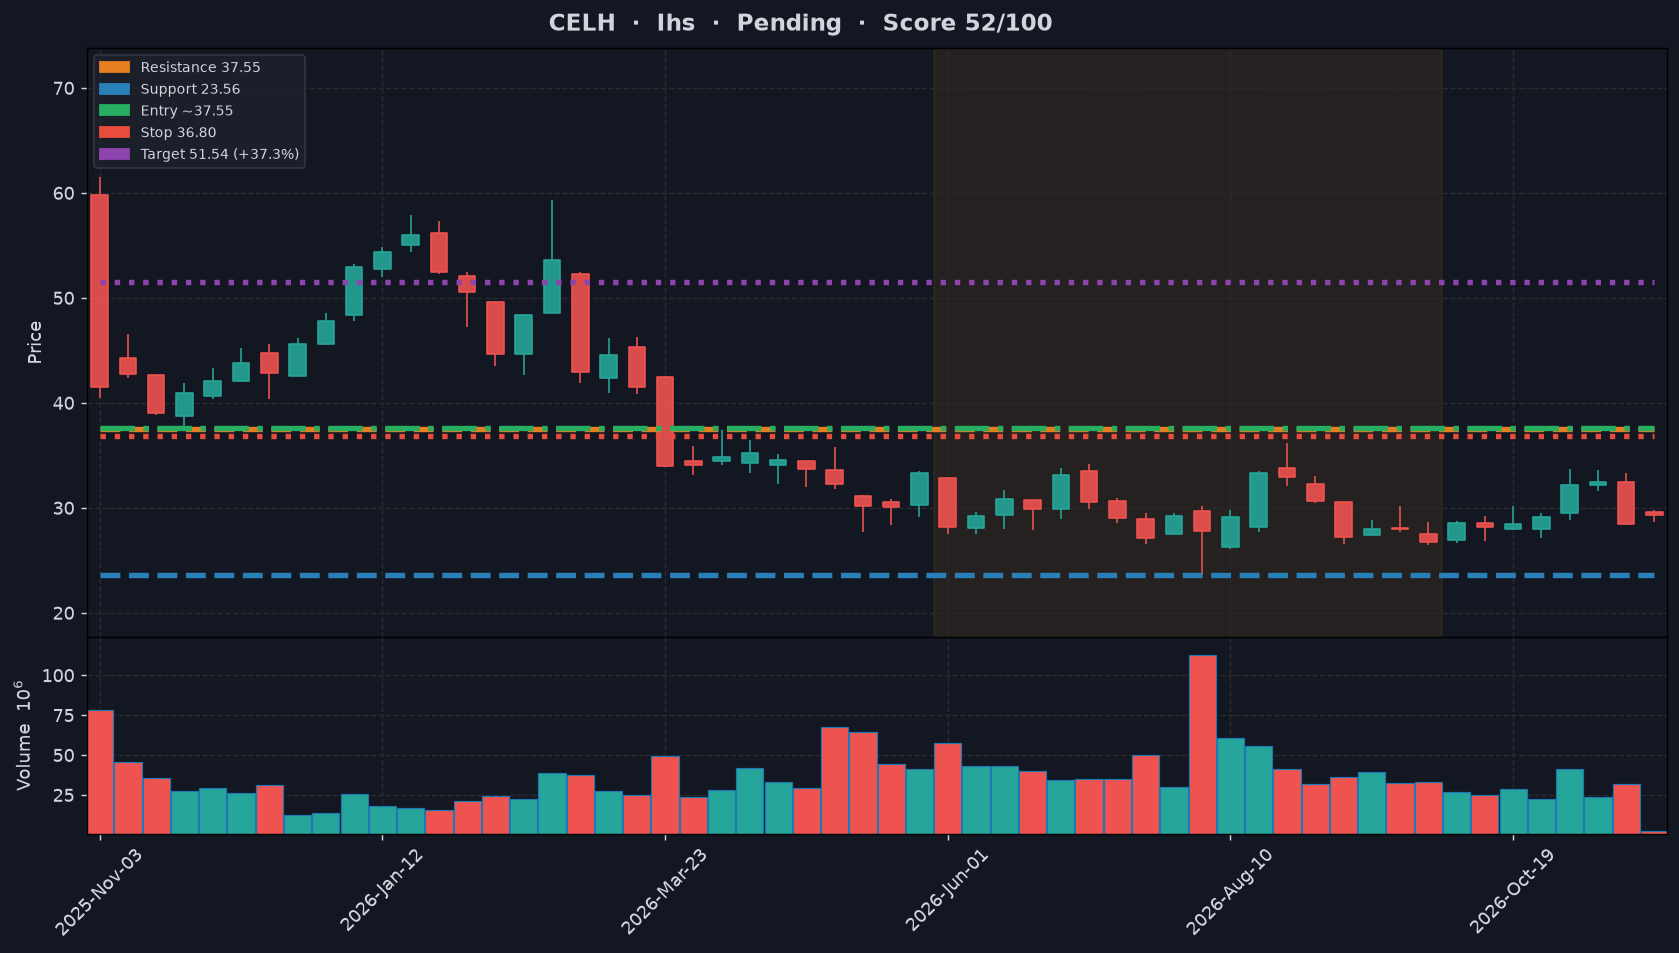 CELH · Ihs · Pending · Score 52/100
Resistance 37.55
Support 23.56
Entry ~37.55
Stop 36.80
Target 51.54 (+37.3%)
Price
70
60
50
40
30
20
Volume 10⁶
100
75
50
25
2025-Nov-03
2026-Jan-12
2026-Mar-23
2026-Jun-01
2026-Aug-10
2026-Oct-19